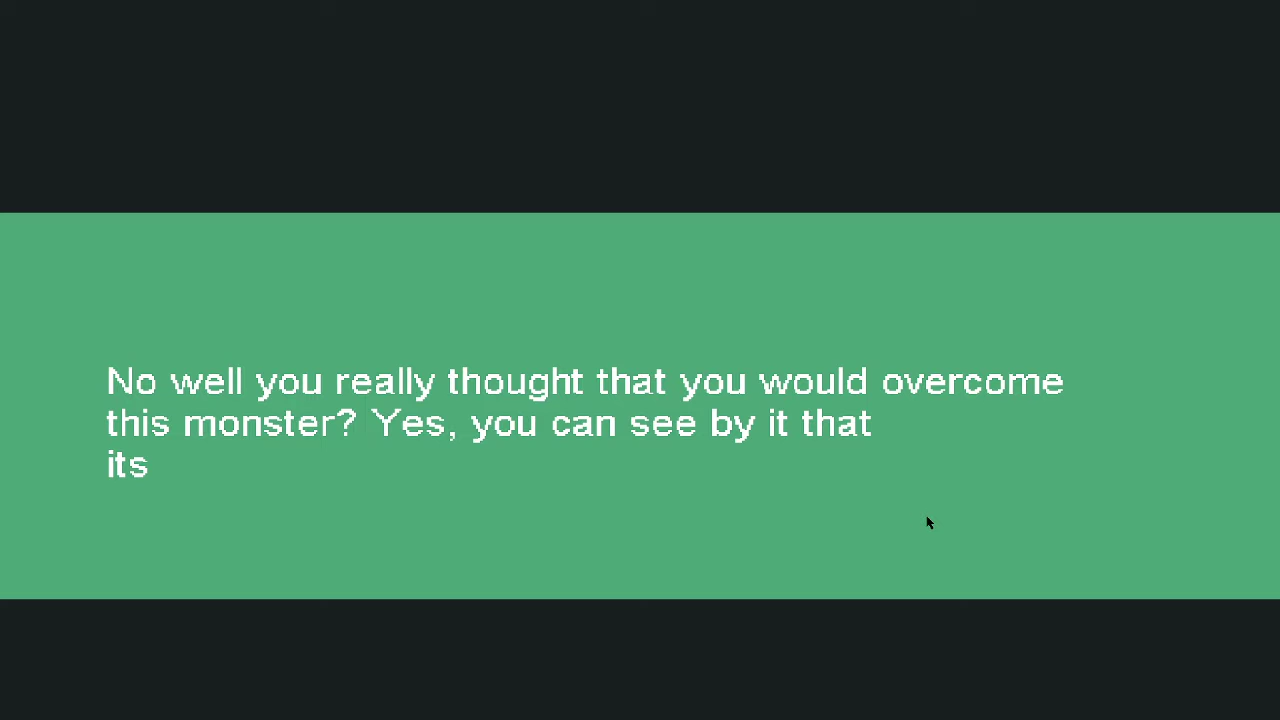 No well you really thought that you would overcome
this monster? Yes, you can see by it that
its